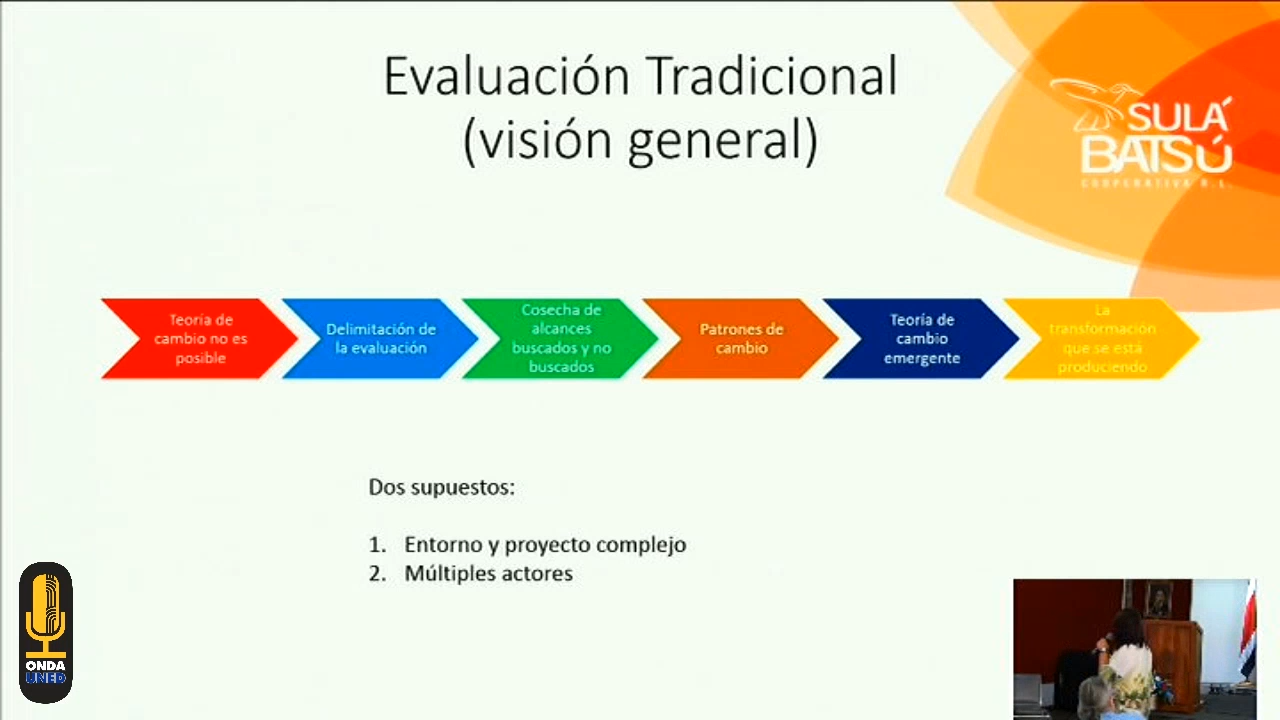 Evaluación Tradicional
(visión general)
SULÁ
BATSÚ
COOPERATIVA R.L.
Teoría de
cambio no es
posible
Delimitación de
la evaluación
Cosecha de
alcances
buscados y no
buscados
Patrones de
cambio
Teoría de
cambio
emergente
La
transformación
que se está
produciendo
Dos supuestos:
1. Entorno y proyecto complejo
2. Múltiples actores
ONDA
UNED